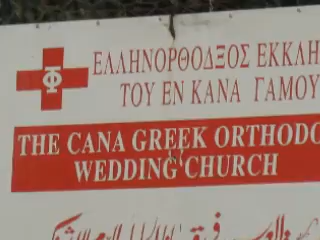 ΕΛΛΗΝΟΡΘΟΔΟΞΟΣ ΕΚΚΛΗ
ΤΟΥ ΕΝ ΚΑΝΑ ΓΑΜΟΥ
THE CANA GREEK ORTHODO
WEDDING CHURCH